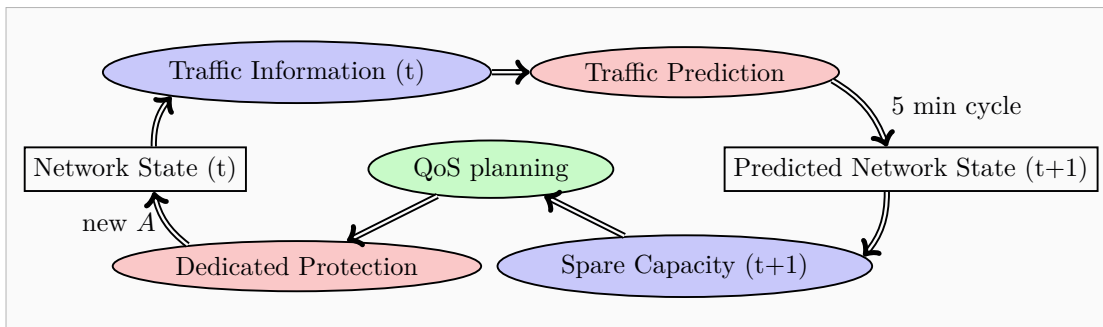 Traffic Information (t)
Traffic Prediction
5 min cycle
Network State (t)
QoS planning
Predicted Network State (t+1)
new A
Dedicated Protection
Spare Capacity (t+1)